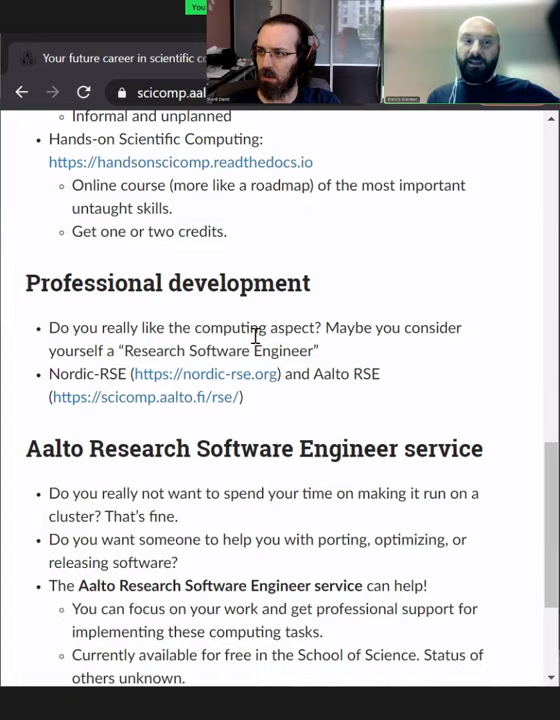 You
Your future career in scientific co
scicomp.aal
Informal and unplanned
Hands-on Scientific Computing:
https://handsonscicomp.readthedocs.io
Online course (more like a roadmap) of the most important
untaught skills.
Get one or two credits.
Professional development
Do you really like the computing aspect? Maybe you consider
yourself a “Research Software Engineer”
Nordic-RSE (https://nordic-rse.org) and Aalto RSE
(https://scicomp.aalto.fi/rse/)
Aalto Research Software Engineer service
Do you really not want to spend your time on making it run on a
cluster? That’s fine.
Do you want someone to help you with porting, optimizing, or
releasing software?
The Aalto Research Software Engineer service can help!
You can focus on your work and get professional support for
implementing these computing tasks.
Currently available for free in the School of Science. Status of
others unknown.